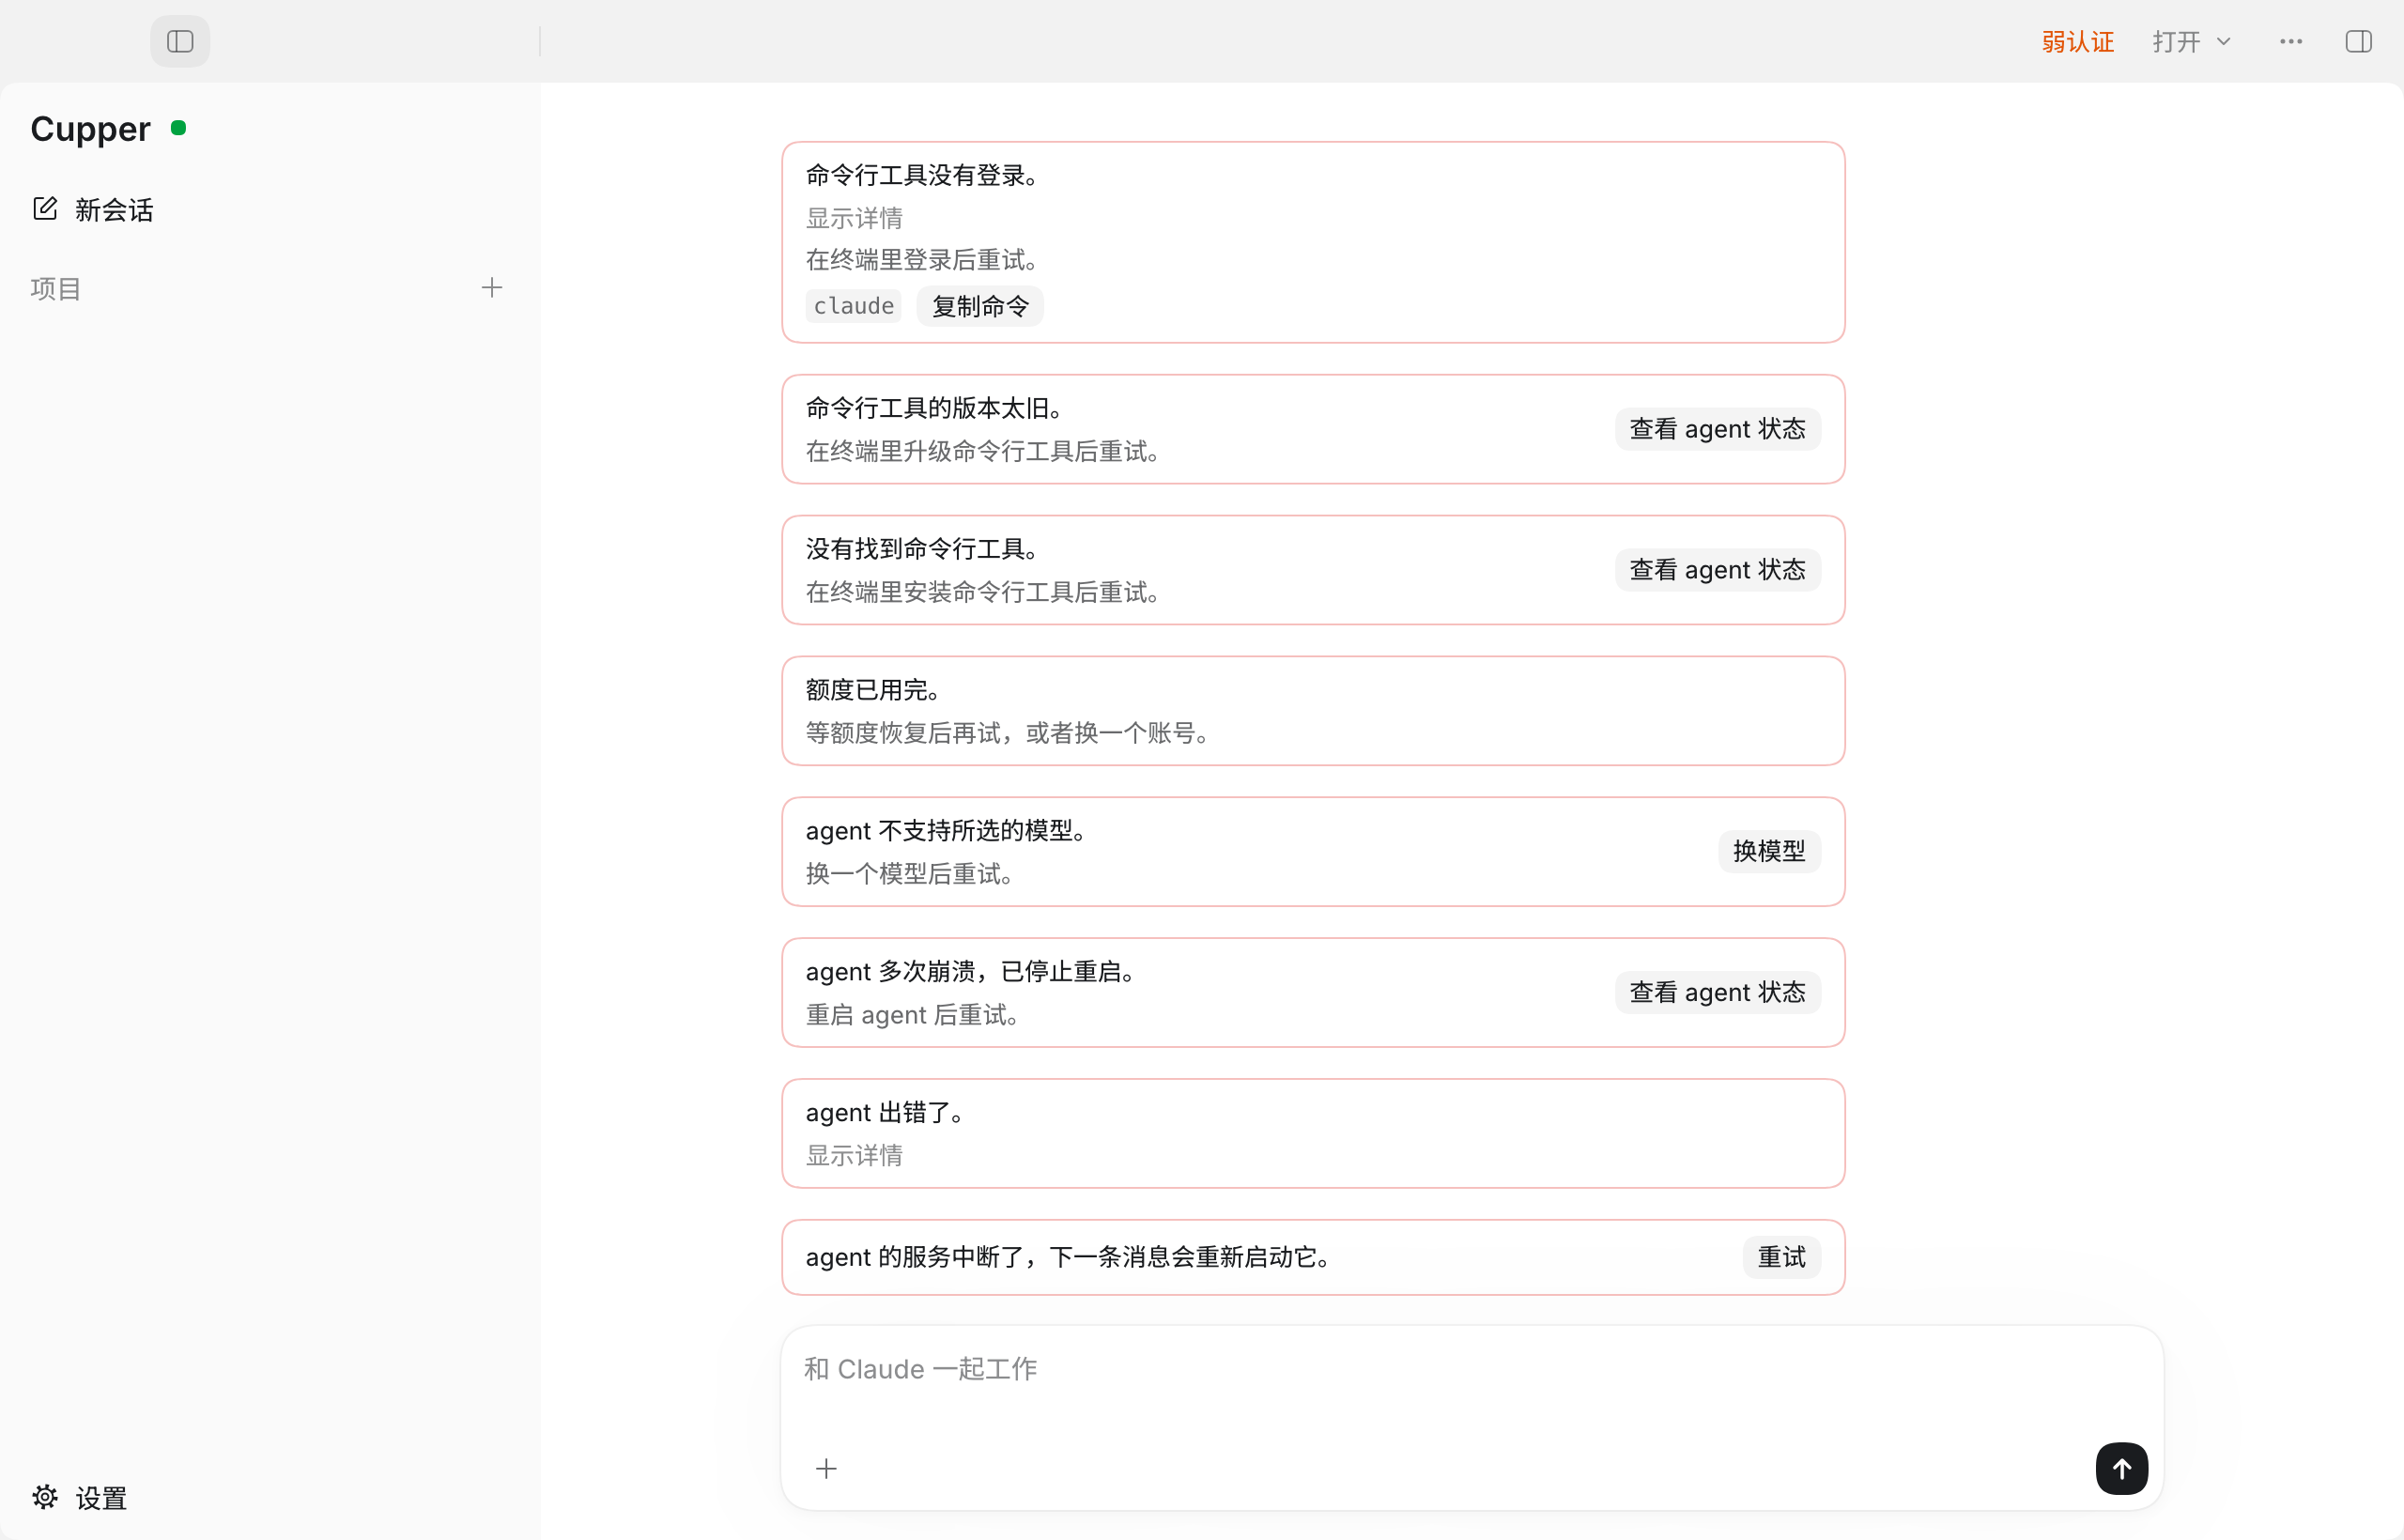 弱认证
打开
Cupper
新会话
项目
命令行工具没有登录。
显示详情
在终端里登录后重试。
claude 复制命令
命令行工具的版本太旧。
在终端里升级命令行工具后重试。
查看 agent 状态
没有找到命令行工具。
在终端里安装命令行工具后重试。
查看 agent 状态
额度已用完。
等额度恢复后再试，或者换一个账号。
agent 不支持所选的模型。
换一个模型后重试。
换模型
agent 多次崩溃，已停止重启。
重启 agent 后重试。
查看 agent 状态
agent 出错了。
显示详情
agent 的服务中断了，下一条消息会重新启动它。
重试
和 Claude 一起工作
设置